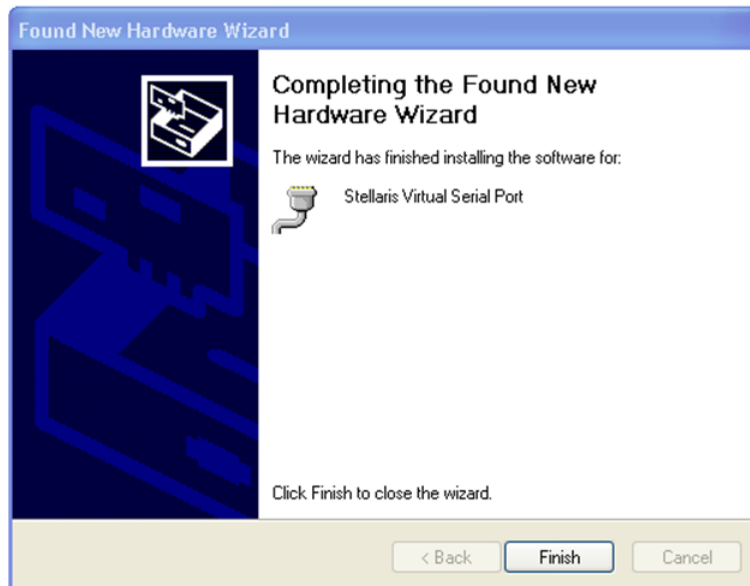 Found New Hardware Wizard
Completing the Found New
Hardware Wizard
The wizard has finished installing the software for:
Stellaris Virtual Serial Port
Click Finish to close the wizard.
< Back
Finish
Cancel